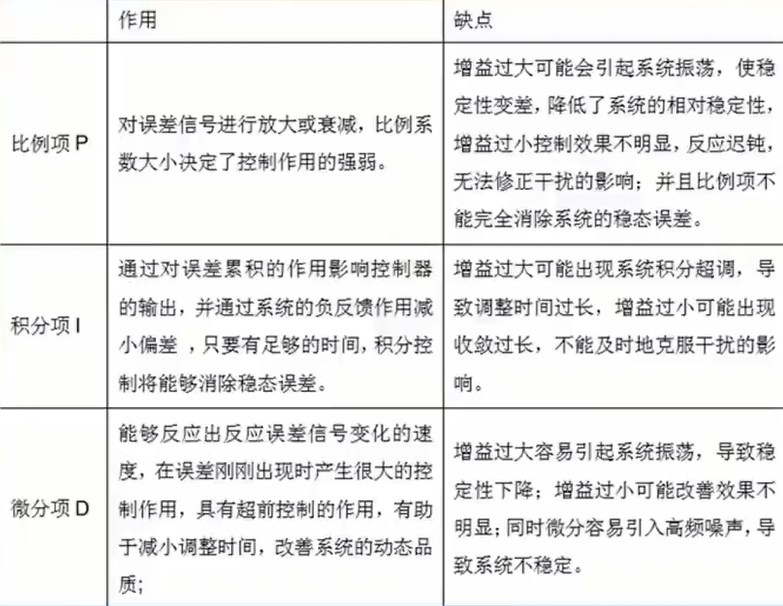 作用
缺点
比例项 P
对误差信号进行放大或衰减，比例系
数大小决定了控制作用的强弱。
增益过大可能会引起系统振荡，使稳
定性变差，降低了系统的相对稳定性，
增益过小控制效果不明显，反应迟钝，
无法修正干扰的影响；并且比例项不
能完全消除系统的稳态误差。
积分项 I
通过对误差累积的作用影响控制器
的输出，并通过系统的负反馈作用减
小偏差 ，只要有足够的时间，积分控
制将能够消除稳态误差。
增益过大可能出现系统积分超调，导
致调整时间过长，增益过小可能出现
收敛过长，不能及时地克服干扰的影
响。
微分项 D
能够反应出反应误差信号变化的速
度，在误差刚刚出现时产生很大的控
制作用，具有超前控制的作用，有助
于减小调整时间，改善系统的动态品
质;
增益过大容易引起系统振荡，导致稳
定性下降；增益过小可能改善效果不
明显；同时微分容易引入高频噪声，导
致系统不稳定。